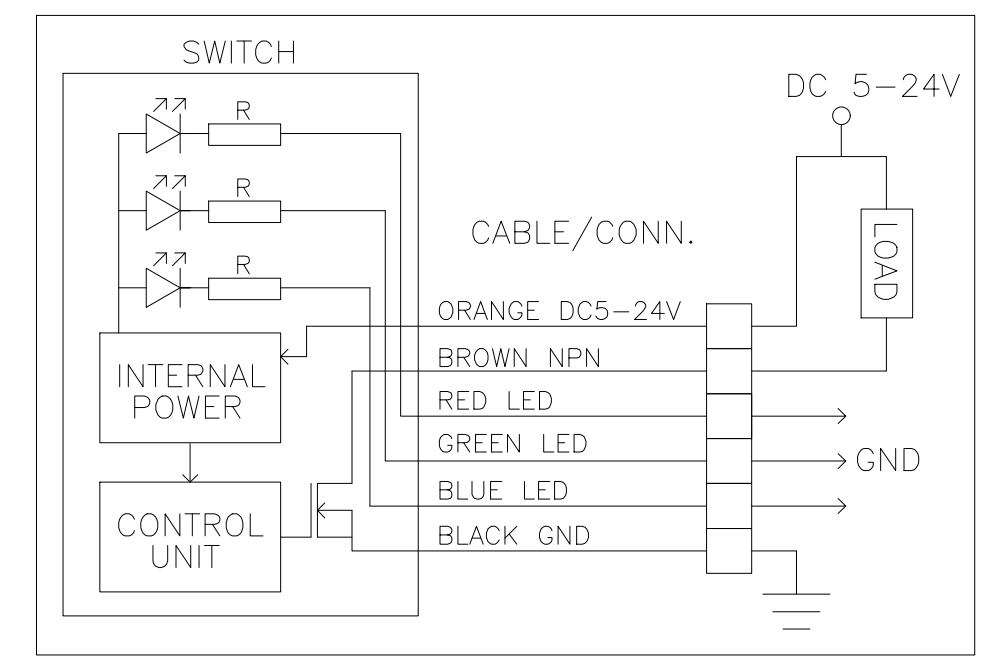 SWITCH
DC 5-24V
R
R
CABLE/CONN.
LOAD
R
ORANGE DC5-24V
BROWN NPN
INTERNAL
POWER
RED LED
GREEN LED
GND
BLUE LED
CONTROL
UNIT
BLACK GND